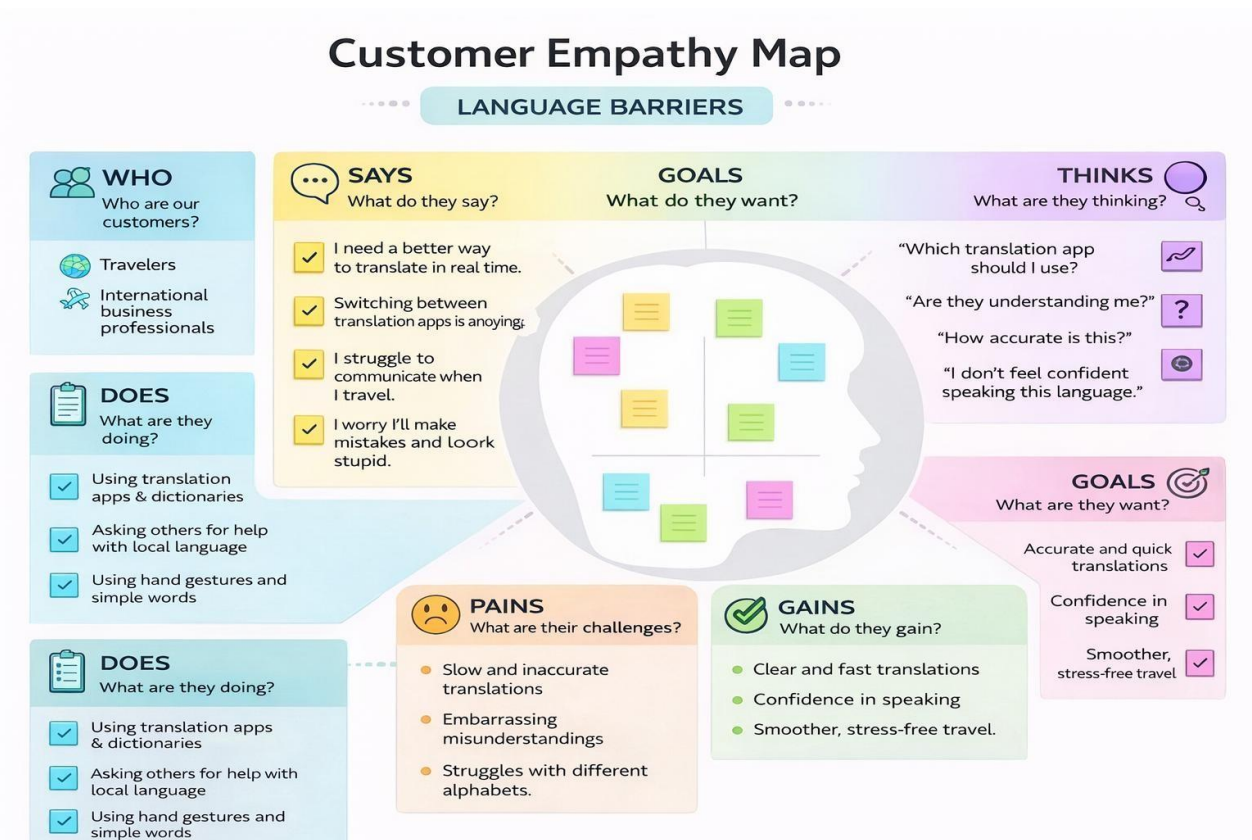 Customer Empathy Map
LANGUAGE BARRIERS
WHO
Who are our
customers?
Travelers
International
business
professionals
DOES
What are they
doing?
Using translation
apps & dictionaries
Asking others for help
with local language
Using hand gestures and
simple words
DOES
What are they doing?
Using translation apps
& dictionaries
Asking others for help with
local language
Using hand gestures and
simple words
SAYS
What do they say?
I need a better way
to translate in real time.
Switching between
translation apps is anoying.
I struggle to
communicate when
I travel.
I worry I'll make
mistakes and look
stupid.
GOALS
What do they want?
THINKS
What are they thinking?
“Which translation app
should I use?
“Are they understanding me?”
?
“How accurate is this?”
“I don’t feel confident
speaking this language.”
GOALS
What are they want?
Accurate and quick
translations
Confidence in
speaking
Smoother,
stress-free travel
PAINS
What are their challenges?
Slow and inaccurate
translations
Embarrassing
misunderstandings
Struggles with different
alphabets.
GAINS
What do they gain?
Clear and fast translations
Confidence in speaking
Smoother, stress-free travel.